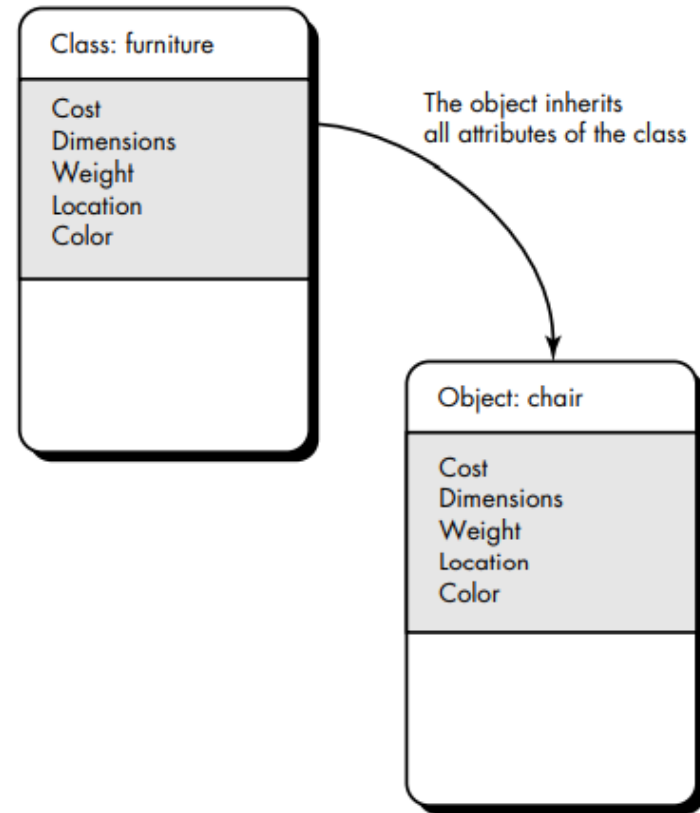 Class: furniture
Cost
Dimensions
Weight
Location
Color
The object inherits
all attributes of the class
Object: chair
Cost
Dimensions
Weight
Location
Color